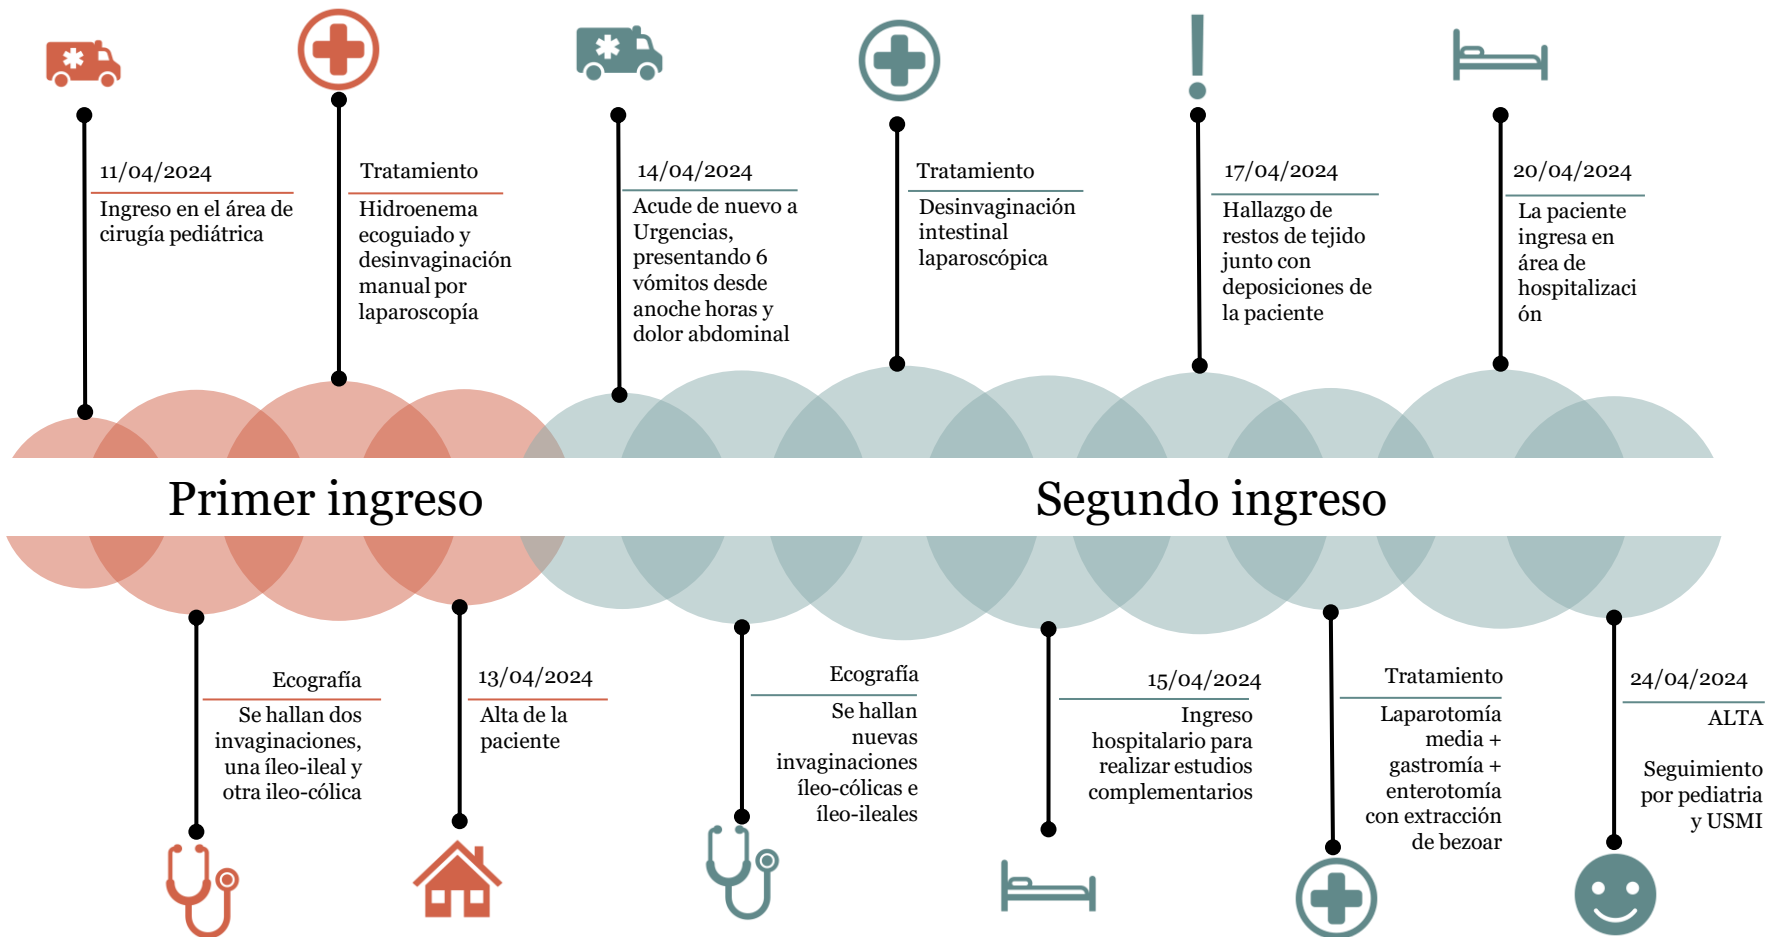 11/04/2024
Ingreso en el área de
cirugía pediátrica
Tratamiento
Hidroenema
ecoguiado y
desinvaginación
manual por
laparoscopía
14/04/2024
Acude de nuevo a
Urgencias,
presentando 6
vómitos desde
anoche horas y
dolor abdominal
Tratamiento
Desinvaginación
intestinal
laparoscópica
17/04/2024
Hallazgo de
restos de tejido
junto con
deposiciones de
la paciente
20/04/2024
La paciente
ingresa en
área de
hospitalizaci
ón
Primer ingreso
Segundo ingreso
Ecografía
Se hallan dos
invaginaciones,
una íleo-ileal y
otra ileo-cólica
13/04/2024
Alta de la
paciente
Ecografía
Se hallan
nuevas
invaginaciones
íleo-cólicas e
íleo-ileales
15/04/2024
Ingreso
hospitalario para
realizar estudios
complementarios
Tratamiento
Laparotomía
media +
gastromía +
enterotomía
con extracción
de bezoar
24/04/2024
ALTA
Seguimiento
por pediatria
y USMI